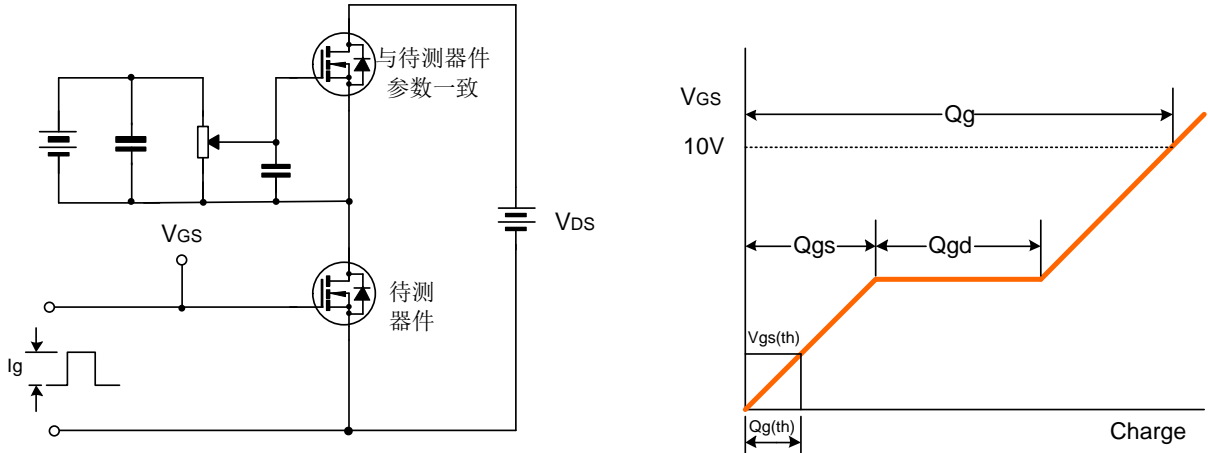 与待测器件
参数一致
VGS
VDS
待测
器件
Ig
VGS
Qg
10V
Qgs
Qgd
Vgs(th)
Qg(th)
Charge